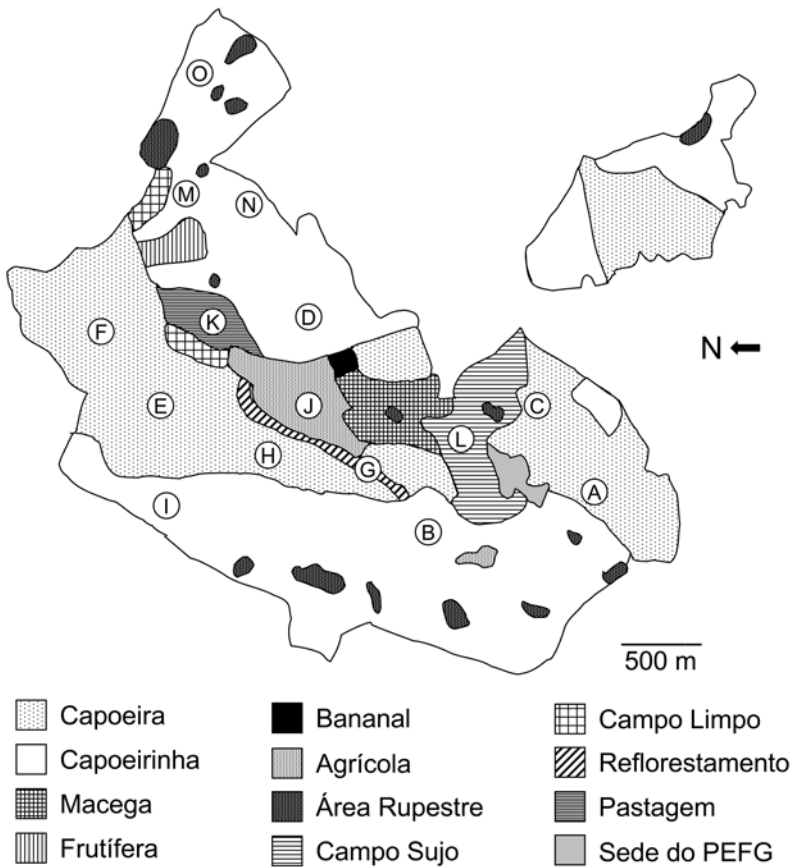 O
M
N
F
K
D
E
J
C
L
H
G
A
I
B
N
500 m
Capoeira
Capoeirinha
Macega
Frutífera
Bananal
Agrícola
Área Rupestre
Campo Sujo
Campo Limpo
Reflorestamento
Pastagem
Sede do PEFG